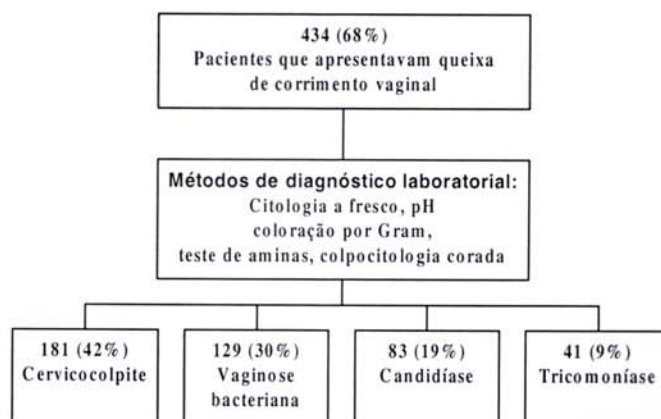 434 (68%)
Pacientes que apresentavam queixa
de corrimento vaginal
Métodos de diagnóstico laboratorial:
Citologia a fresco, pH
coloração por Gram,
teste de aminas, colpocitologia corada
181 (42%)
Cervicocolpite
129 (30%)
Vaginose
bacteriana
83 (19%)
Candidíase
41 (9%)
Tricomoníase